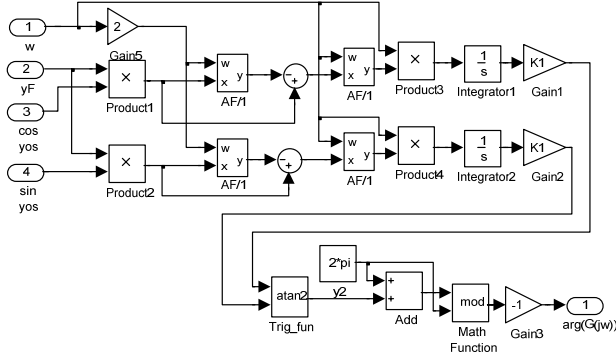 1
w
2
Gain5
2
yF
3
cos
yos
4
sin
yos
×
Product1
×
Product2
w
x
y
AF/1
w
x
y
AF/1
−
+
−
+
w
x
y
AF/1
w
x
y
AF/1
×
Product3
×
Product4
1
s
Integrator1
1
s
Integrator2
K1
Gain1
K1
Gain2
2*pi
atan2
Trig_fun
y2
+
+
Add
mod
Math
Function
-1
Gain3
1
arg(G(jw))